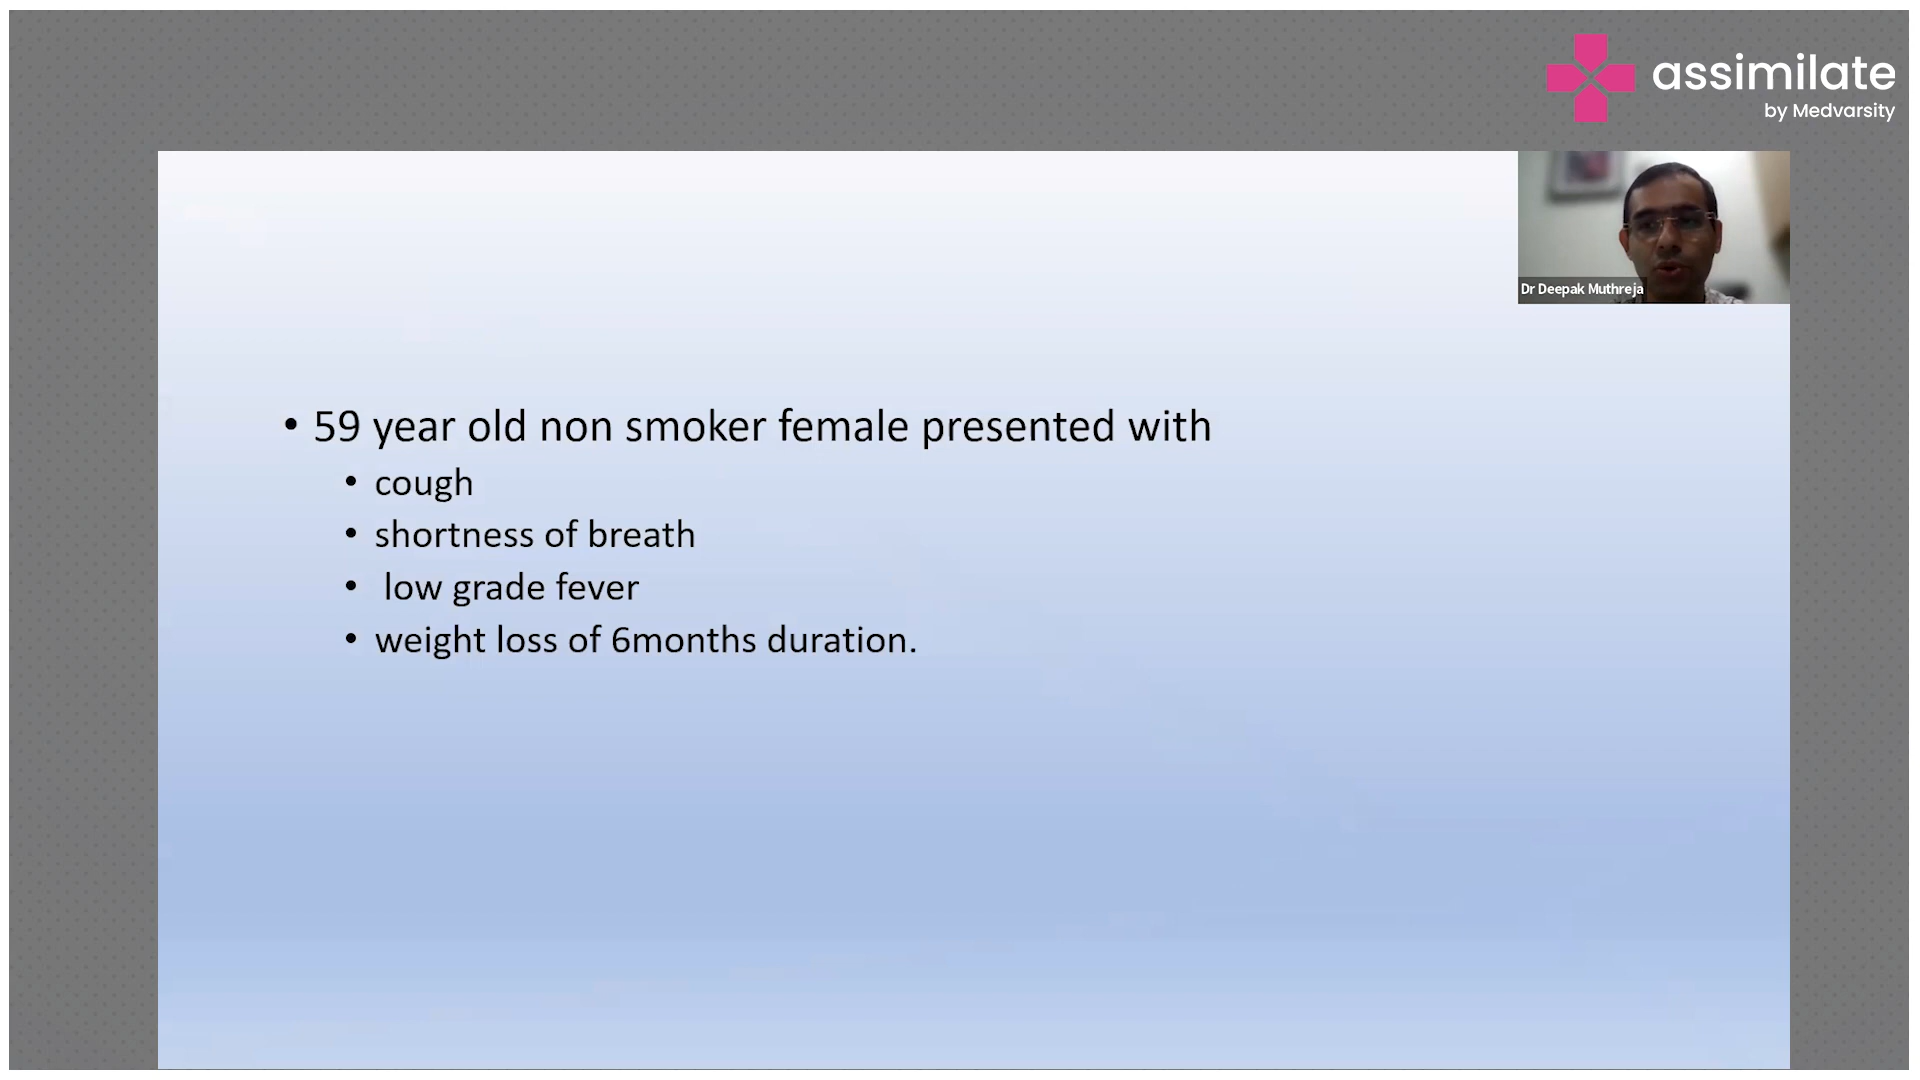 assimilate
by Medvarsity
Dr Deepak Muthreja
• 59 year old non smoker female presented with
• cough
• shortness of breath
• low grade fever
• weight loss of 6months duration.